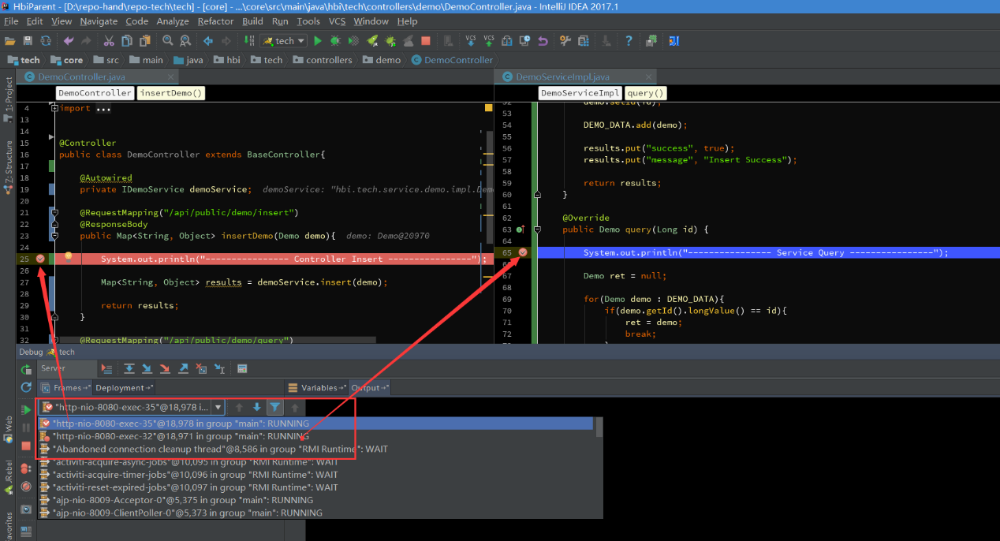 HbiParent - [D:\repo-hand\repo-tech\tech] - [core] - ...\core\src\main\java\hbi\tech\controllers\demo\DemoController.java - IntelliJ IDEA 2017.1
File Edit View Navigate Code Analyze Refactor Build Run Tools VCS Window Help
tech
VCS VCS
tech core src main java hbi tech controllers demo DemoController
DemoController.java
DemoServiceImpl.java
DemoController insertDemo()
DemoServiceImpl query()
1: Project
Z: Structure
Web
JRebel
4 import ...
13
14
15 @Controller
16 public class DemoController extends BaseController{
17
18 @Autowired
19 private IDemoService demoService; demoService: "hbi.tech.service.demo.impl.Demo
20
21 @RequestMapping("/api/public/demo/insert")
22 @ResponseBody
23 public Map<String, Object> insertDemo(Demo demo){ demo: Demo@20970
24
25 System.out.println("---------------- Controller Insert ----------------");
26
27 Map<String, Object> results = demoService.insert(demo);
28
29 return results;
30 }
31
32 @RequestMapping("/api/public/demo/query")
52 demo.setId(id);
53
54 DEMO_DATA.add(demo);
55
56 results.put("success", true);
57 results.put("message", "Insert Success");
58
59 return results;
60 }
61
62 @Override
63 public Demo query(Long id) {
64
65 System.out.println("---------------- Service Query ----------------");
66
67 Demo ret = null;
68
69 for(Demo demo : DEMO_DATA){
70 if(demo.getId().longValue() == id){
71 ret = demo;
72 break;
Debug tech
Server
Frames Deployment Variables Output
"http-nio-8080-exec-35"@18,978 i...
"http-nio-8080-exec-35"@18,978 in group "main": RUNNING
"http-nio-8080-exec-32"@18,971 in group "main": RUNNING
"Abandoned connection cleanup thread"@8,586 in group "RMI Runtime": WAIT
"activiti-acquire-async-jobs"@10,095 in group "RMI Runtime": WAIT
"activiti-acquire-timer-jobs"@10,096 in group "RMI Runtime": WAIT
"activiti-reset-expired-jobs"@10,097 in group "RMI Runtime": WAIT
"ajp-nio-8009-Acceptor-0"@5,375 in group "main": RUNNING
"ajp-nio-8009-ClientPoller-0"@5,373 in group "main": RUNNING